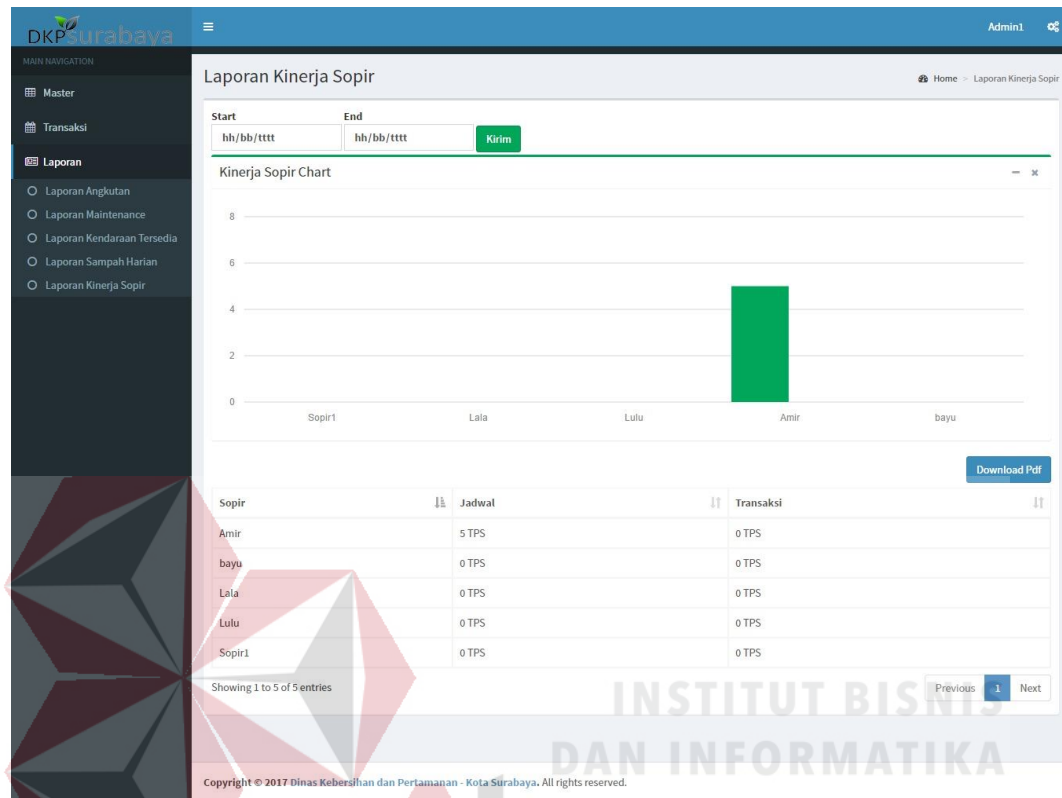 DKPSurabaya
Admin1
MAIN NAVIGATION
Master
Transaksi
Laporan
Laporan Angkutan
Laporan Maintenance
Laporan Kendaraan Tersedia
Laporan Sampah Harian
Laporan Kinerja Sopir
Laporan Kinerja Sopir
Home > Laporan Kinerja Sopir
Start End
hh/bb/tttt hh/bb/tttt Kirim
Kinerja Sopir Chart
8
6
4
2
0
Sopir1 Lala Lulu Amir bayu
Download Pdf
Sopir Jadwal Transaksi
Amir 5 TPS 0 TPS
bayu 0 TPS 0 TPS
Lala 0 TPS 0 TPS
Lulu 0 TPS 0 TPS
Sopir1 0 TPS 0 TPS
Showing 1 to 5 of 5 entries
Previous 1 Next
INSTITUT BISNIS
DAN INFORMATIKA
Copyright © 2017 Dinas Kebersihan dan Pertamanan - Kota Surabaya. All rights reserved.